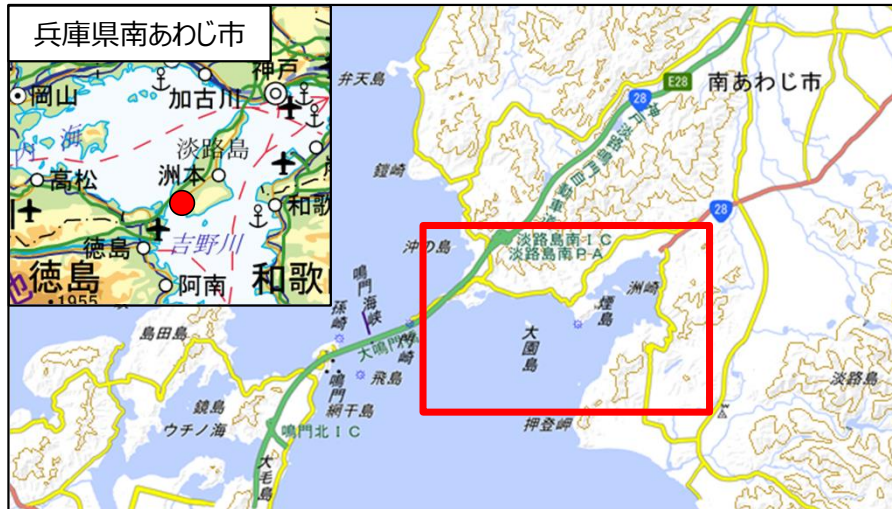 兵庫県南あわじ市
岡山
加古川
神戸
淡路島
洲本
高松
和歌
徳島
吉野川
阿南
徳島
和歌
1955
弁天島
28
E28
南あわじ市
神戸淡路鳴門自動車道
鎧崎
28
沖の島
淡路島南IC
淡路島南PA
洲崎
煙島
鳴門海峡
孫崎
大鳴門
門崎
大園島
島田島
飛島
鳴門
網干島
鏡島
ウチノ海
鳴門北IC
大毛島
押登岬
淡路島